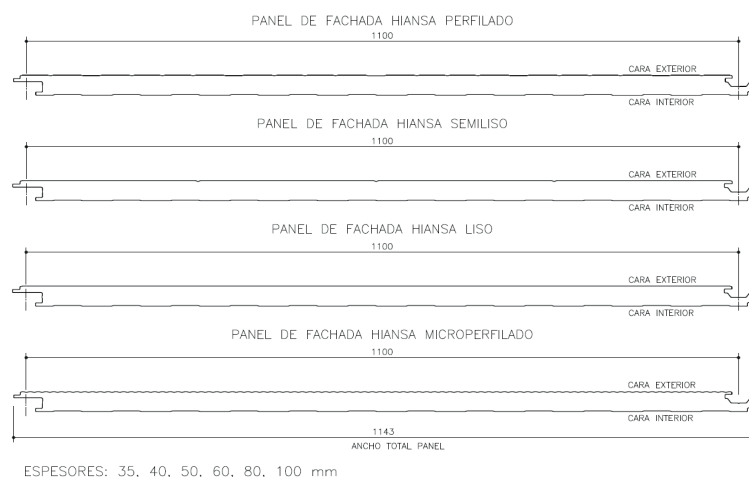 PANEL DE FACHADA HIANSA PERFILADO
1100
CARA EXTERIOR
CARA INTERIOR
PANEL DE FACHADA HIANSA SEMILISO
1100
CARA EXTERIOR
CARA INTERIOR
PANEL DE FACHADA HIANSA LISO
1100
CARA EXTERIOR
CARA INTERIOR
PANEL DE FACHADA HIANSA MICROPERFILADO
1100
CARA EXTERIOR
CARA INTERIOR
1143
ANCHO TOTAL PANEL
ESPESORES: 35, 40, 50, 60, 80, 100 mm